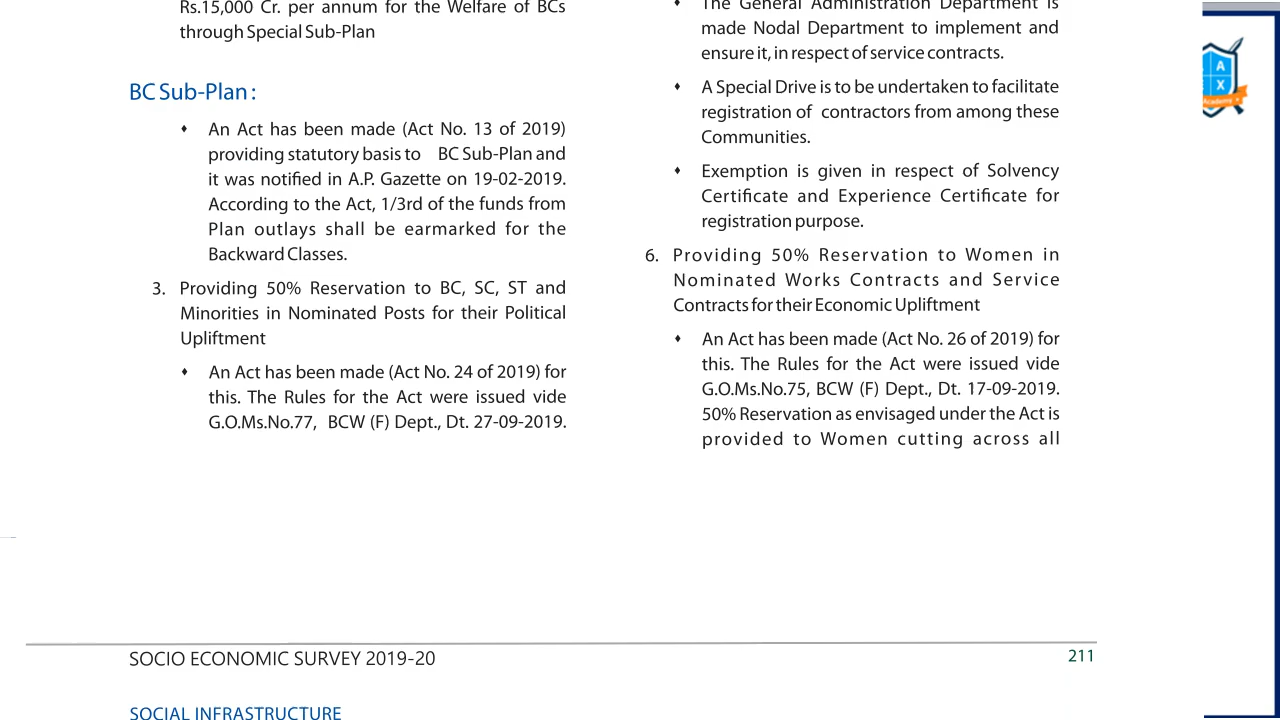 Rs.15,000 Cr. per annum for the Welfare of BCs
through Special Sub-Plan
BC Sub-Plan :
⬧ An Act has been made (Act No. 13 of 2019)
providing statutory basis to BC Sub-Plan and
it was notified in A.P. Gazette on 19-02-2019.
According to the Act, 1/3rd of the funds from
Plan outlays shall be earmarked for the
Backward Classes.
3. Providing 50% Reservation to BC, SC, ST and
Minorities in Nominated Posts for their Political
Upliftment
⬧ An Act has been made (Act No. 24 of 2019) for
this. The Rules for the Act were issued vide
G.O.Ms.No.77, BCW (F) Dept., Dt. 27-09-2019.
⬧ The General Administration Department is
made Nodal Department to implement and
ensure it, in respect of service contracts.
⬧ A Special Drive is to be undertaken to facilitate
registration of contractors from among these
Communities.
⬧ Exemption is given in respect of Solvency
Certificate and Experience Certificate for
registration purpose.
6. Providing 50% Reservation to Women in
Nominated Works Contracts and Service
Contracts for their Economic Upliftment
⬧ An Act has been made (Act No. 26 of 2019) for
this. The Rules for the Act were issued vide
G.O.Ms.No.75, BCW (F) Dept., Dt. 17-09-2019.
50% Reservation as envisaged under the Act is
provided to Women cutting across all
SOCIO ECONOMIC SURVEY 2019-20
211
SOCIAL INFRASTRUCTURE
A
X
Academy